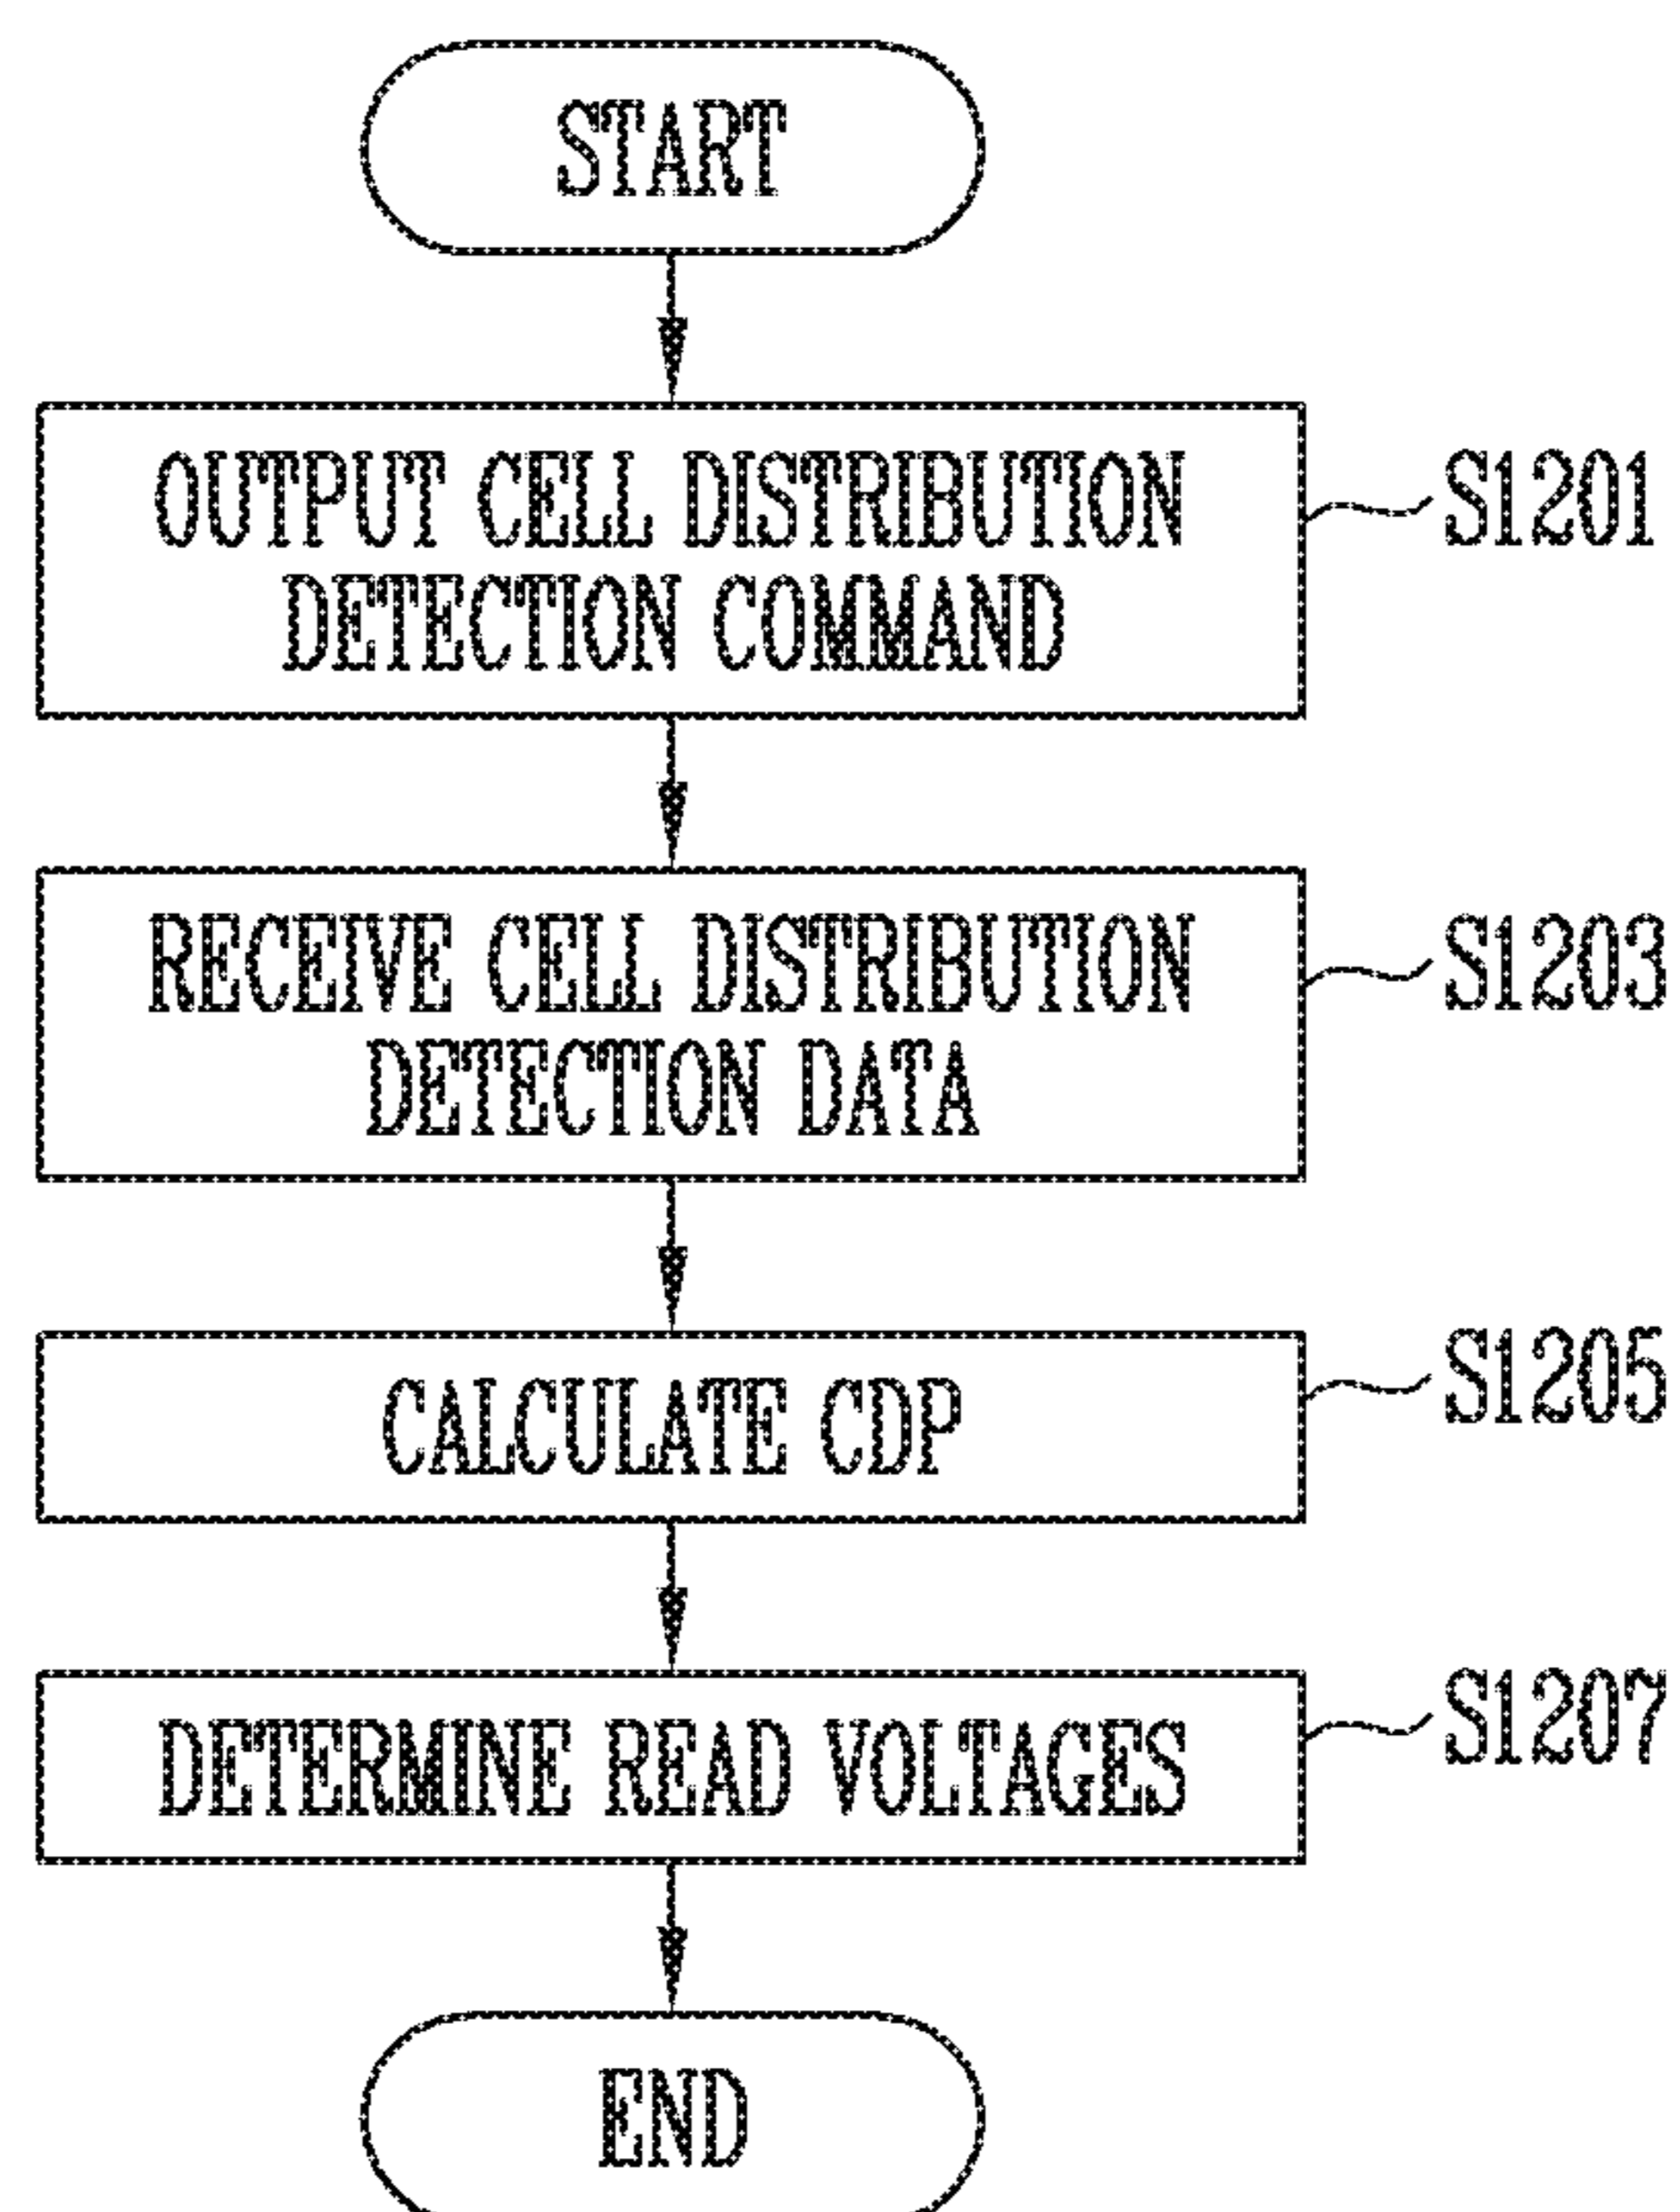 START
OUTPUT CELL DISTRIBUTION
DETECTION COMMAND
S1201
RECEIVE CELL DISTRIBUTION
DETECTION DATA
S1203
CALCULATE CDP
S1205
DETERMINE READ VOLTAGES
S1207
END